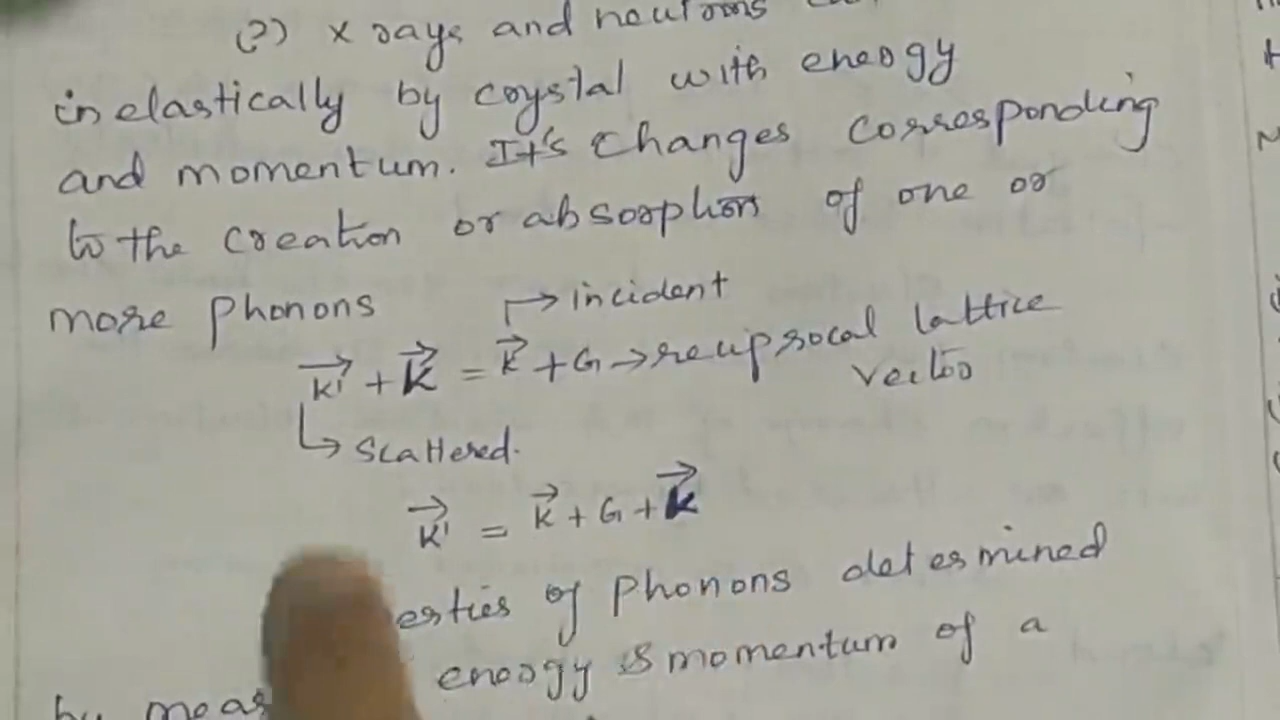 (2) x rays and neutrons
inelastically by crystal with energy
and momentum. It's changes corresponding
to the creation or absorption of one or
more phonons
→ incident
K⃗' + K⃗ = K⃗ + G → reciprocal lattice
vector
↳ scattered.
K⃗' = K⃗ + G + K⃗
erties of phonons determined
energy & momentum of a
by meas